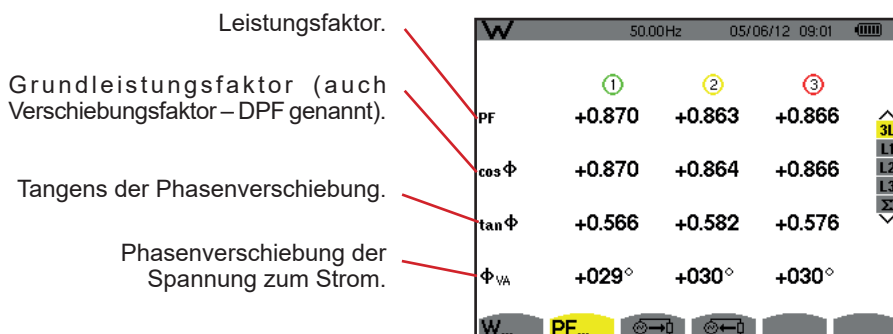 Leistungsfaktor.
Grundleistungsfaktor (auch
Verschiebungsfaktor – DPF genannt).
Tangens der Phasenverschiebung.
Phasenverschiebung der
Spannung zum Strom.
W 50.00Hz 05/06/12 09:01
1 2 3
PF +0.870 +0.863 +0.866
cos Φ +0.870 +0.864 +0.866
tan Φ +0.566 +0.582 +0.576
Φ VA +029° +030° +030°
3L
L1
L2
L3
Σ
W... PF...